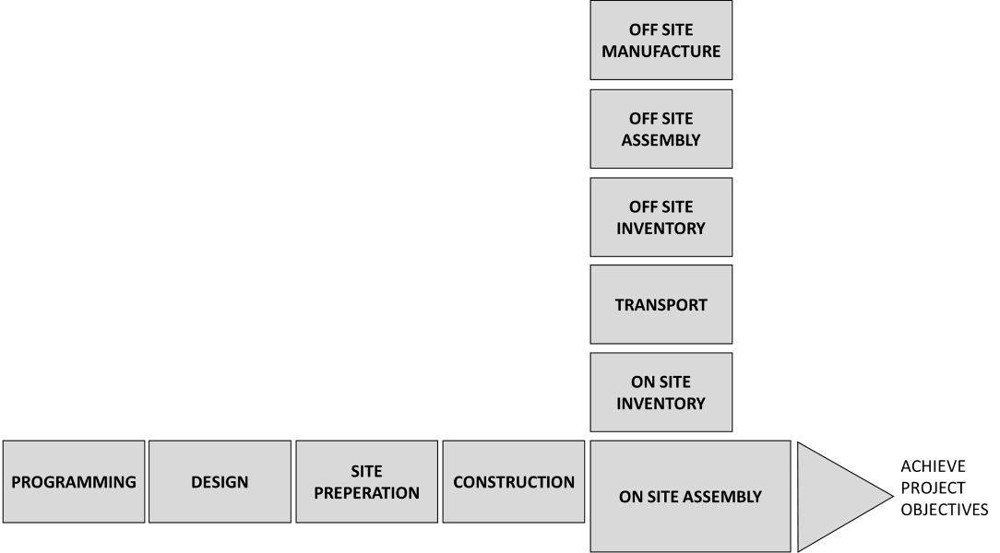 OFF SITE
MANUFACTURE
OFF SITE
ASSEMBLY
OFF SITE
INVENTORY
TRANSPORT
ON SITE
INVENTORY
PROGRAMMING
DESIGN
SITE
PREPERATION
CONSTRUCTION
ON SITE ASSEMBLY
ACHIEVE
PROJECT
OBJECTIVES